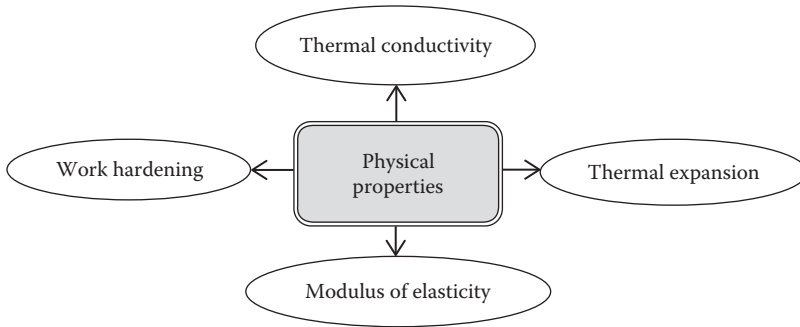 Thermal conductivity
Work hardening
Physical
properties
Thermal expansion
Modulus of elasticity